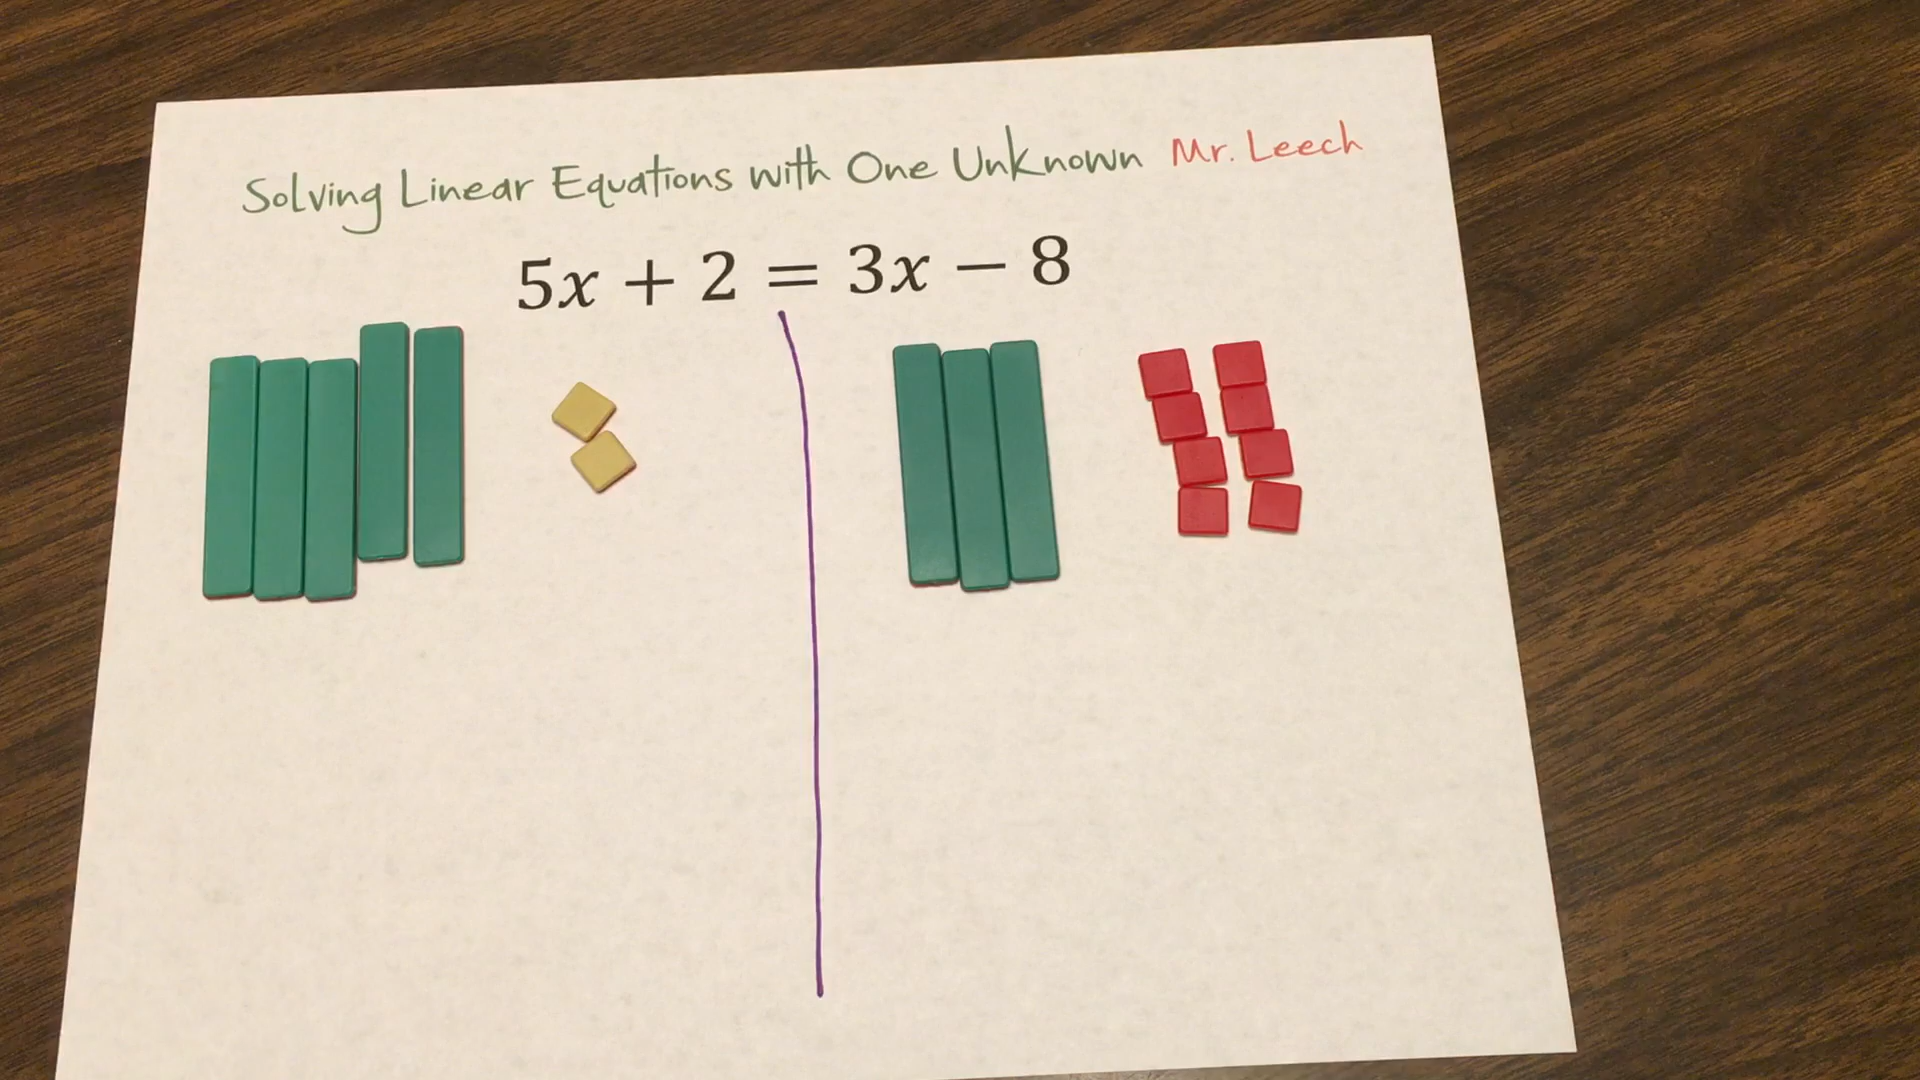 Solving Linear Equations with One Unknown Mr. Leech
5x + 2 = 3x − 8